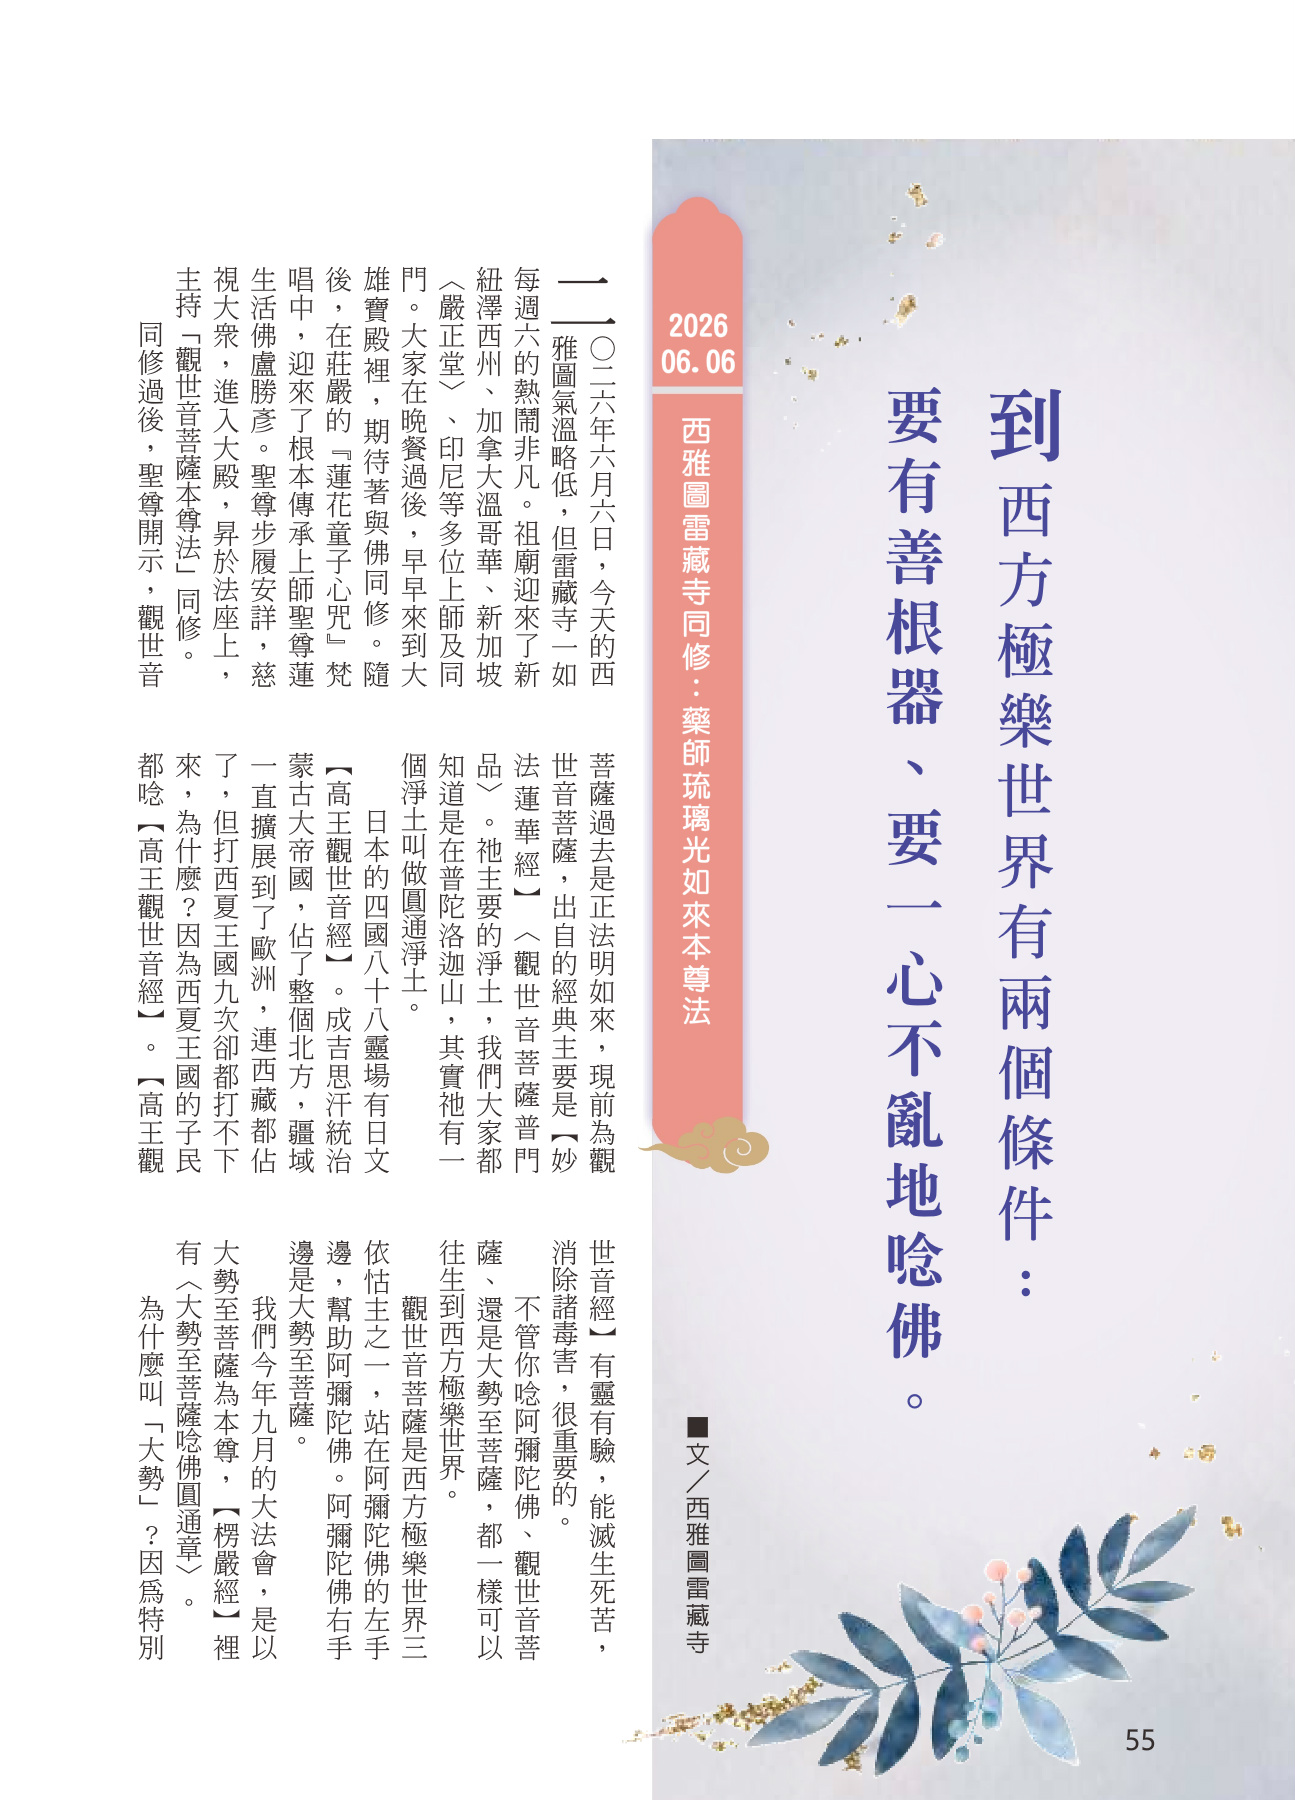 到西方極樂世界有兩個條件：
要有善根器、要一心不亂地唸佛。
2026
06.06
西雅圖雷藏寺同修：藥師琉璃光如來本尊法
■文／西雅圖雷藏寺
二〇二六年六月六日，今天的西
雅圖氣溫略低，但雷藏寺一如
每週六的熱鬧非凡。祖廟迎來了新
紐澤西州、加拿大溫哥華、新加坡
〈嚴正堂〉、印尼等多位上師及同
門。大家在晚餐過後，早早來到大
雄寶殿裡，期待著與佛同修。隨
後，在莊嚴的『蓮花童子心咒』梵
唱中，迎來了根本傳承上師聖尊蓮
生活佛盧勝彥。聖尊步履安詳，慈
視大衆，進入大殿，昇於法座上，
主持「觀世音菩薩本尊法」同修。
同修過後，聖尊開示，觀世音
菩薩過去是正法明如來，現前為觀
世音菩薩，出自的經典主要是【妙
法蓮華經】〈觀世音菩薩普門
品〉。祂主要的淨土，我們大家都
知道是在普陀洛迦山，其實祂有一
個淨土叫做圓通淨土。
日本的四國八十八靈場有日文
【高王觀世音經】。成吉思汗統治
蒙古大帝國，佔了整個北方，疆域
一直擴展到了歐洲，連西藏都佔
了，但打西夏王國九次卻都打不下
來，為什麼？因為西夏王國的子民
都唸【高王觀世音經】。【高王觀
世音經】有靈有驗，能滅生死苦，
消除諸毒害，很重要的。
不管你唸阿彌陀佛、觀世音菩
薩、還是大勢至菩薩，都一樣可以
往生到西方極樂世界。
觀世音菩薩是西方極樂世界三
依怙主之一，站在阿彌陀佛的左手
邊，幫助阿彌陀佛。阿彌陀佛右手
邊是大勢至菩薩。
我們今年九月的大法會，是以
大勢至菩薩為本尊，【楞嚴經】裡
有〈大勢至菩薩唸佛圓通章〉。
為什麼叫「大勢」？因爲特別
55